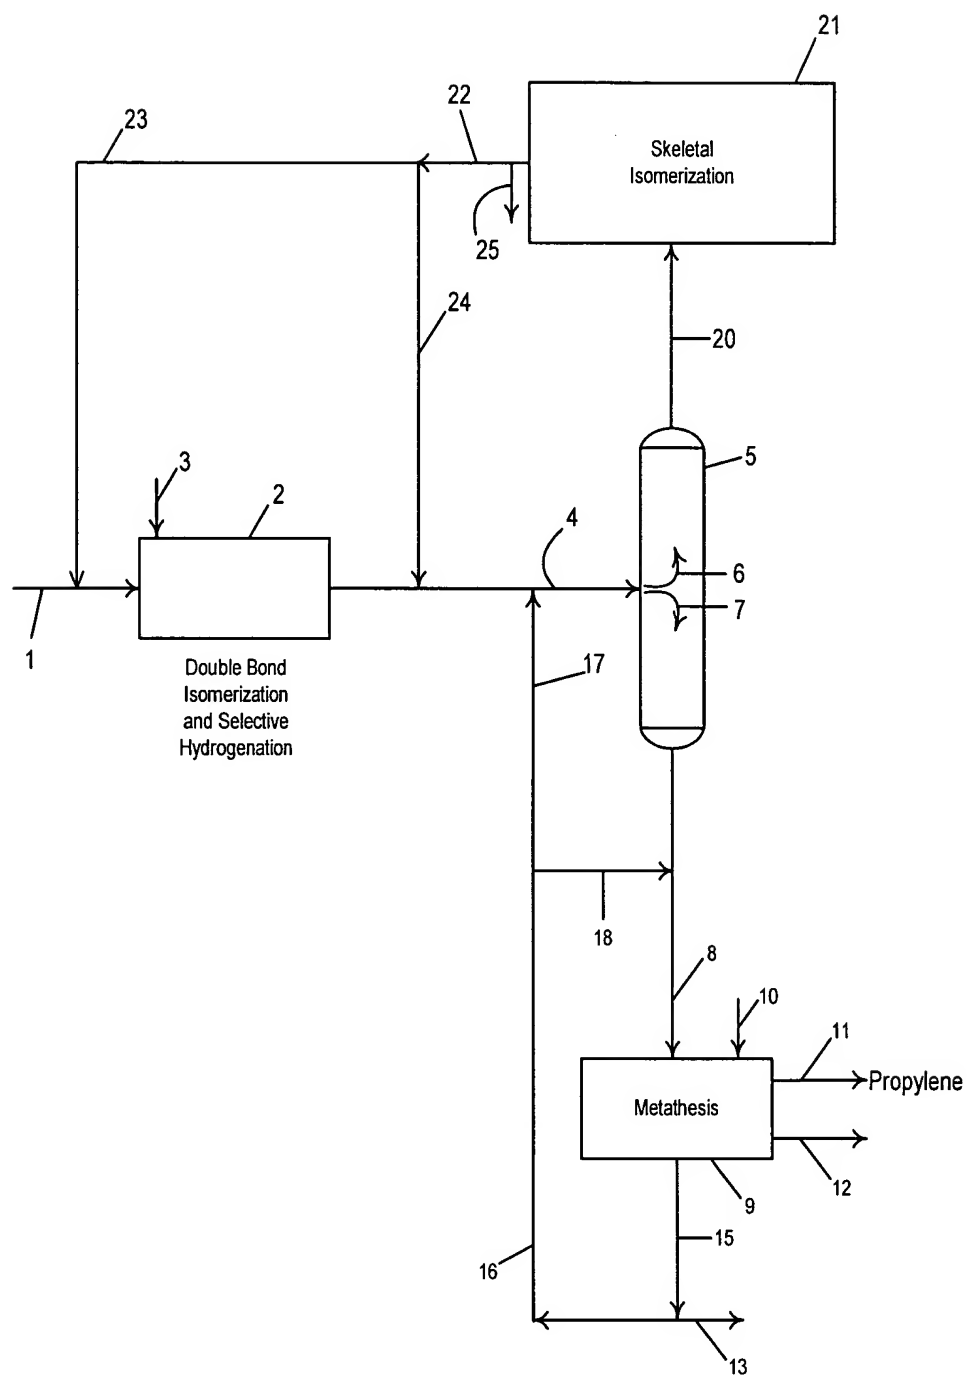 21
22
23
Skeletal
Isomerization
25
24
20
3
2
4
5
6
7
1
17
Double Bond
Isomerization
and Selective
Hydrogenation
18
8
10
11
Propylene
Metathesis
12
9
15
16
13